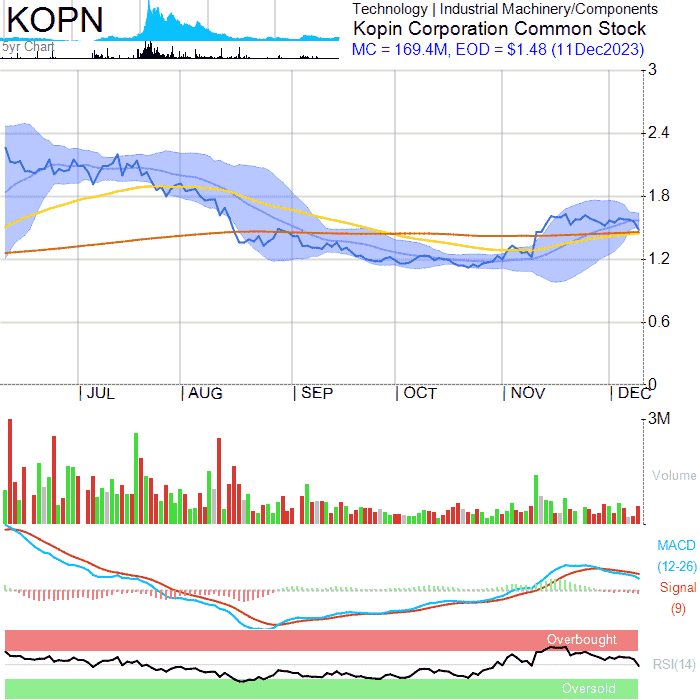 KOPN
5yr Chart
Technology | Industrial Machinery/Components
Kopin Corporation Common Stock
MC = 169.4M, EOD = $1.48 (11Dec2023)
3
2.4
1.8
1.2
0.6
0
| JUL
| AUG
| SEP
| OCT
| NOV
| DEC
3M
Volume
MACD
(12-26)
Signal
(9)
Overbought
RSI(14)
Oversold